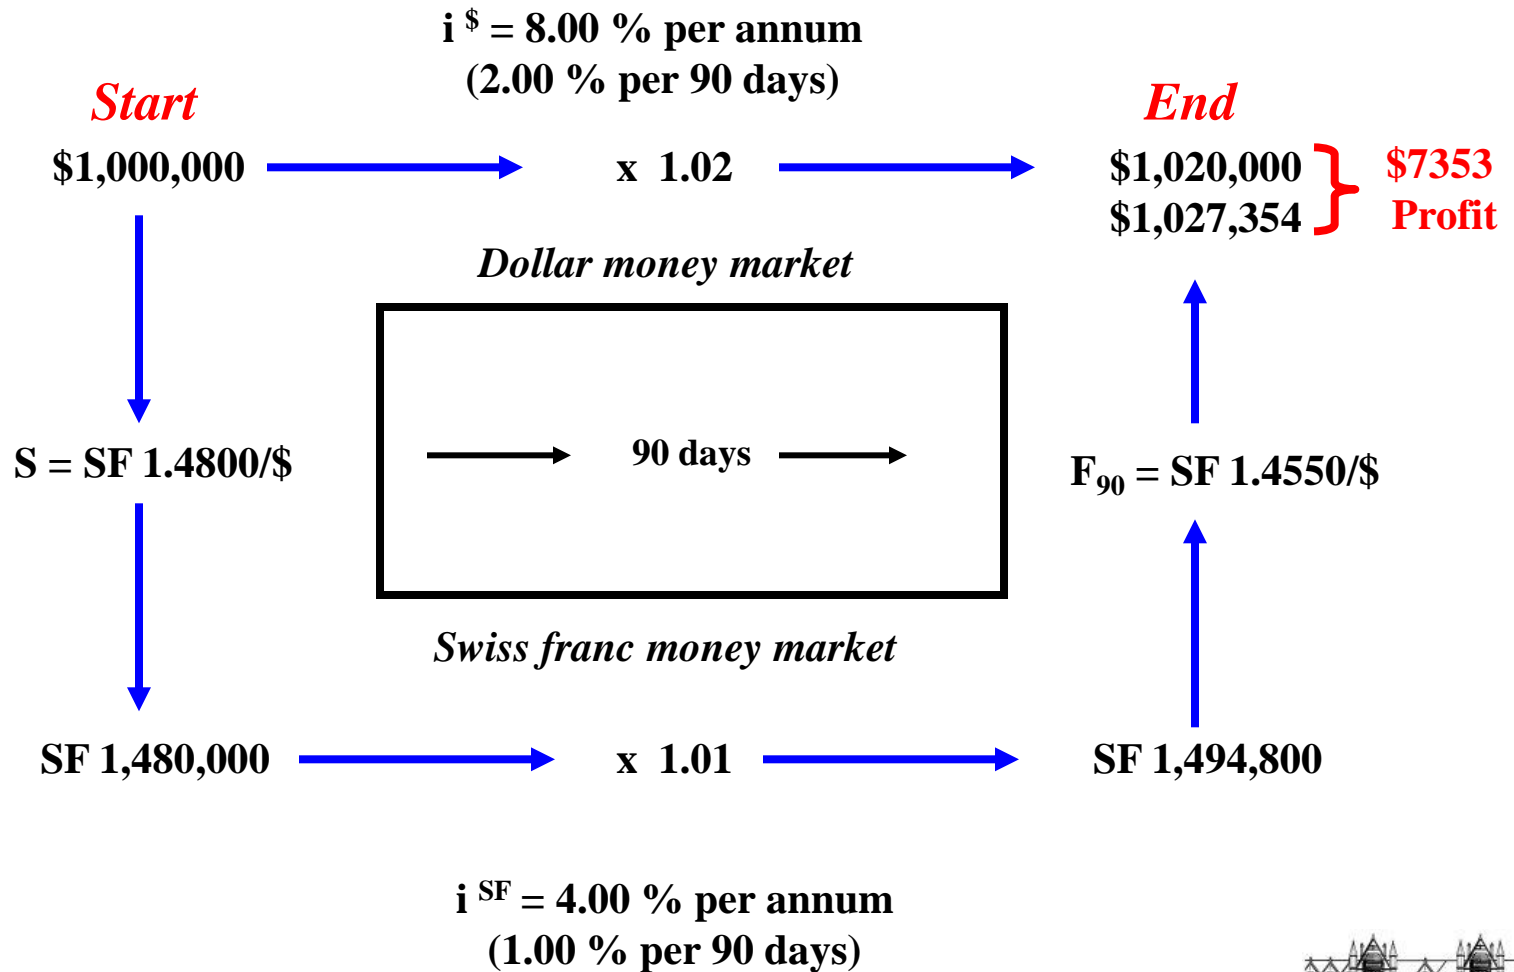 i $ = 8.00 % per annum
(2.00 % per 90 days)
Start
End
$1,000,000
x 1.02
$1,020,000
$1,027,354
$7353
Profit
Dollar money market
S = SF 1.4800/$
90 days
F90 = SF 1.4550/$
Swiss franc money market
SF 1,480,000
x 1.01
SF 1,494,800
i SF = 4.00 % per annum
(1.00 % per 90 days)